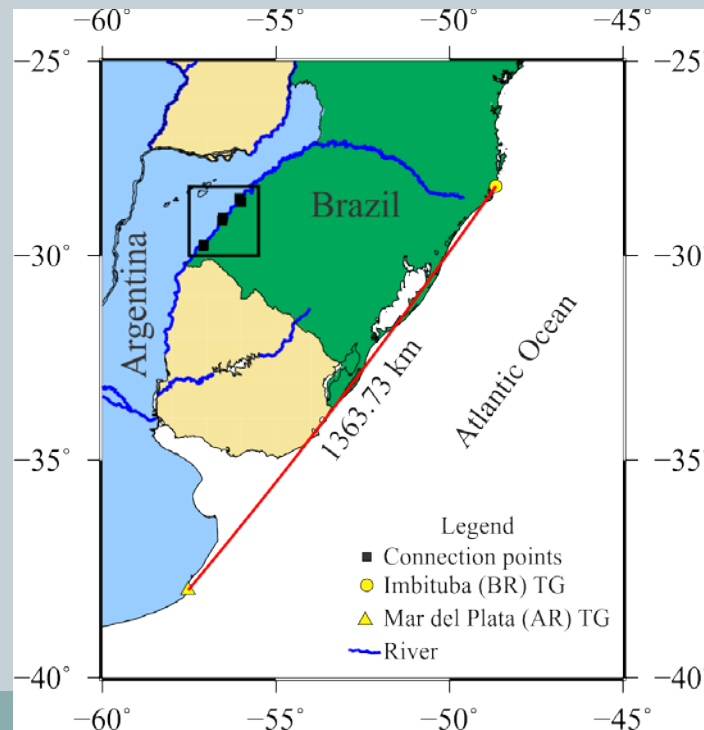 −60° −55° −50° −45°
−25° −25°
Brazil
−30° −30°
Argentina
Atlantic Ocean
1363.73 km
−35° −35°
Legend
Connection points
Imbituba (BR) TG
Mar del Plata (AR) TG
River
−40° −40°
−60° −55° −50° −45°